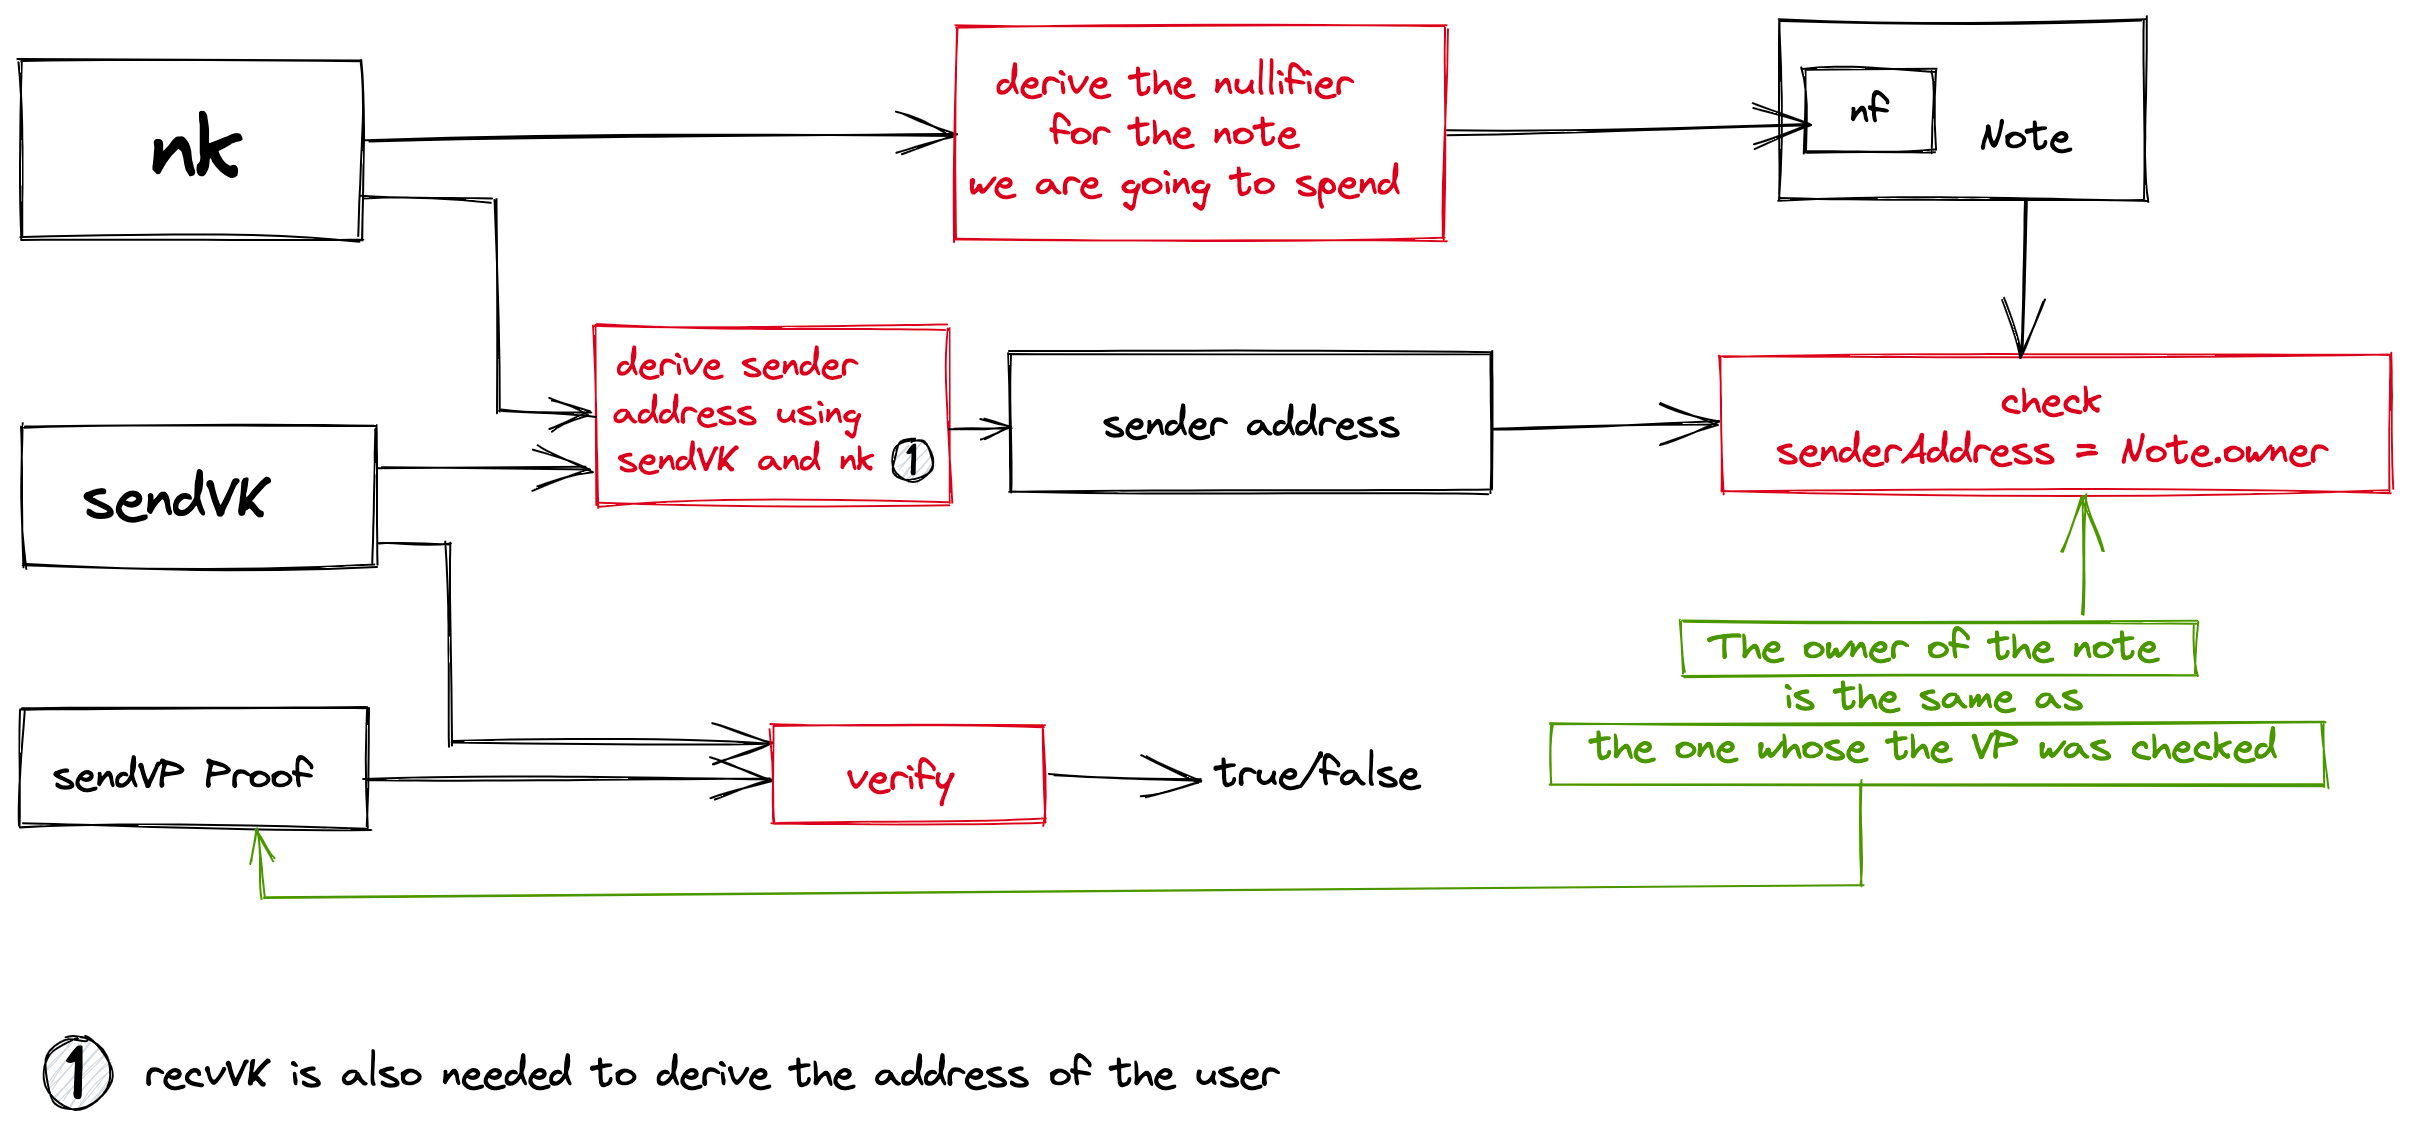 nk
derive the nullifier
for the note
we are going to spend
nf
Note
derive sender
address using
sendVK and nk 1
sender address
check
senderAddress = Note.owner
sendVK
The owner of the note
is the same as
the one whose the VP was checked
sendVP Proof
verify
true/false
1 recvVK is also needed to derive the address of the user